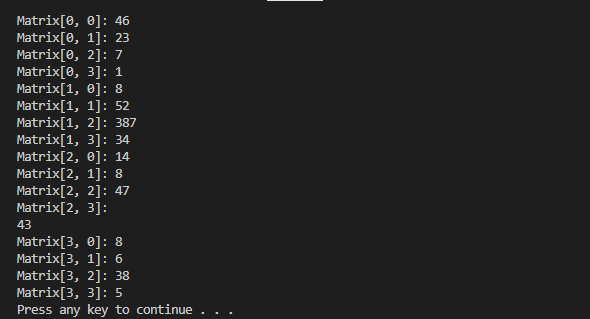 Matrix[0, 0]: 46
Matrix[0, 1]: 23
Matrix[0, 2]: 7
Matrix[0, 3]: 1
Matrix[1, 0]: 8
Matrix[1, 1]: 52
Matrix[1, 2]: 387
Matrix[1, 3]: 34
Matrix[2, 0]: 14
Matrix[2, 1]: 8
Matrix[2, 2]: 47
Matrix[2, 3]:
43
Matrix[3, 0]: 8
Matrix[3, 1]: 6
Matrix[3, 2]: 38
Matrix[3, 3]: 5
Press any key to continue . . .